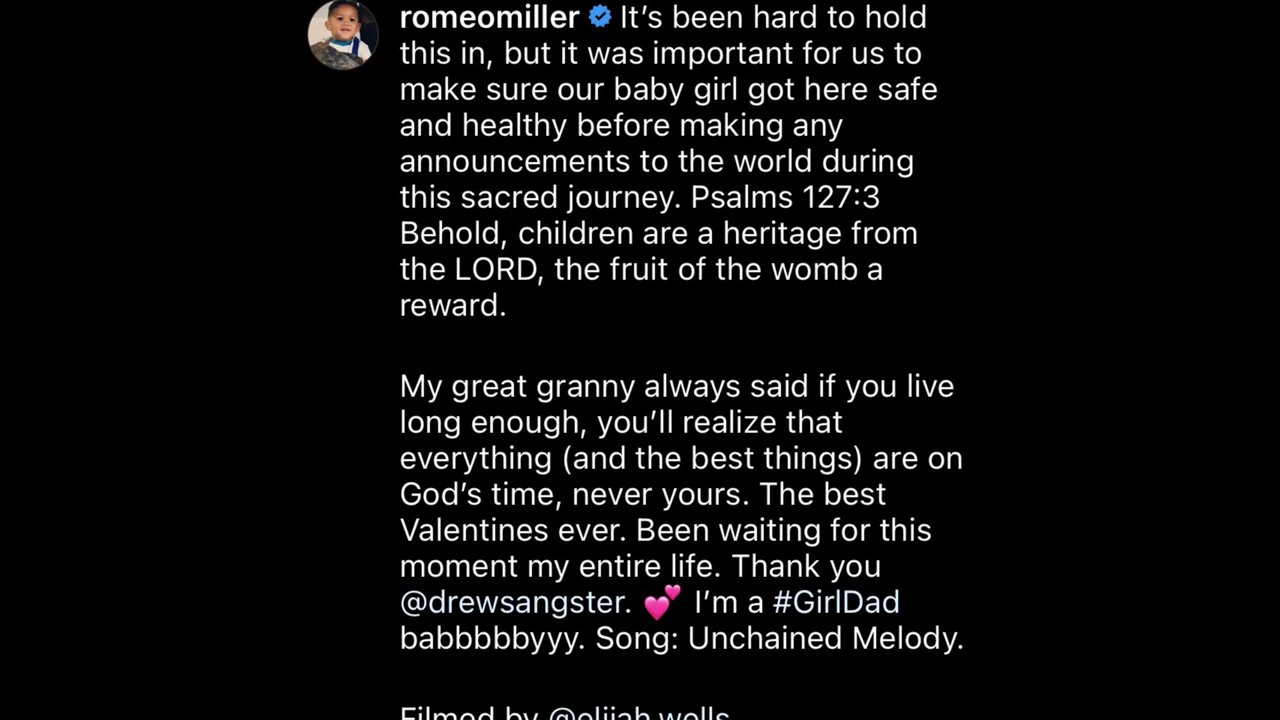 romeomiller It’s been hard to hold
this in, but it was important for us to
make sure our baby girl got here safe
and healthy before making any
announcements to the world during
this sacred journey. Psalms 127:3
Behold, children are a heritage from
the LORD, the fruit of the womb a
reward.
My great granny always said if you live
long enough, you’ll realize that
everything (and the best things) are on
God’s time, never yours. The best
Valentines ever. Been waiting for this
moment my entire life. Thank you
@drewsangster. 💕 I’m a #GirlDad
babbbbbyyy. Song: Unchained Melody.
Filmed by @elijah.wells